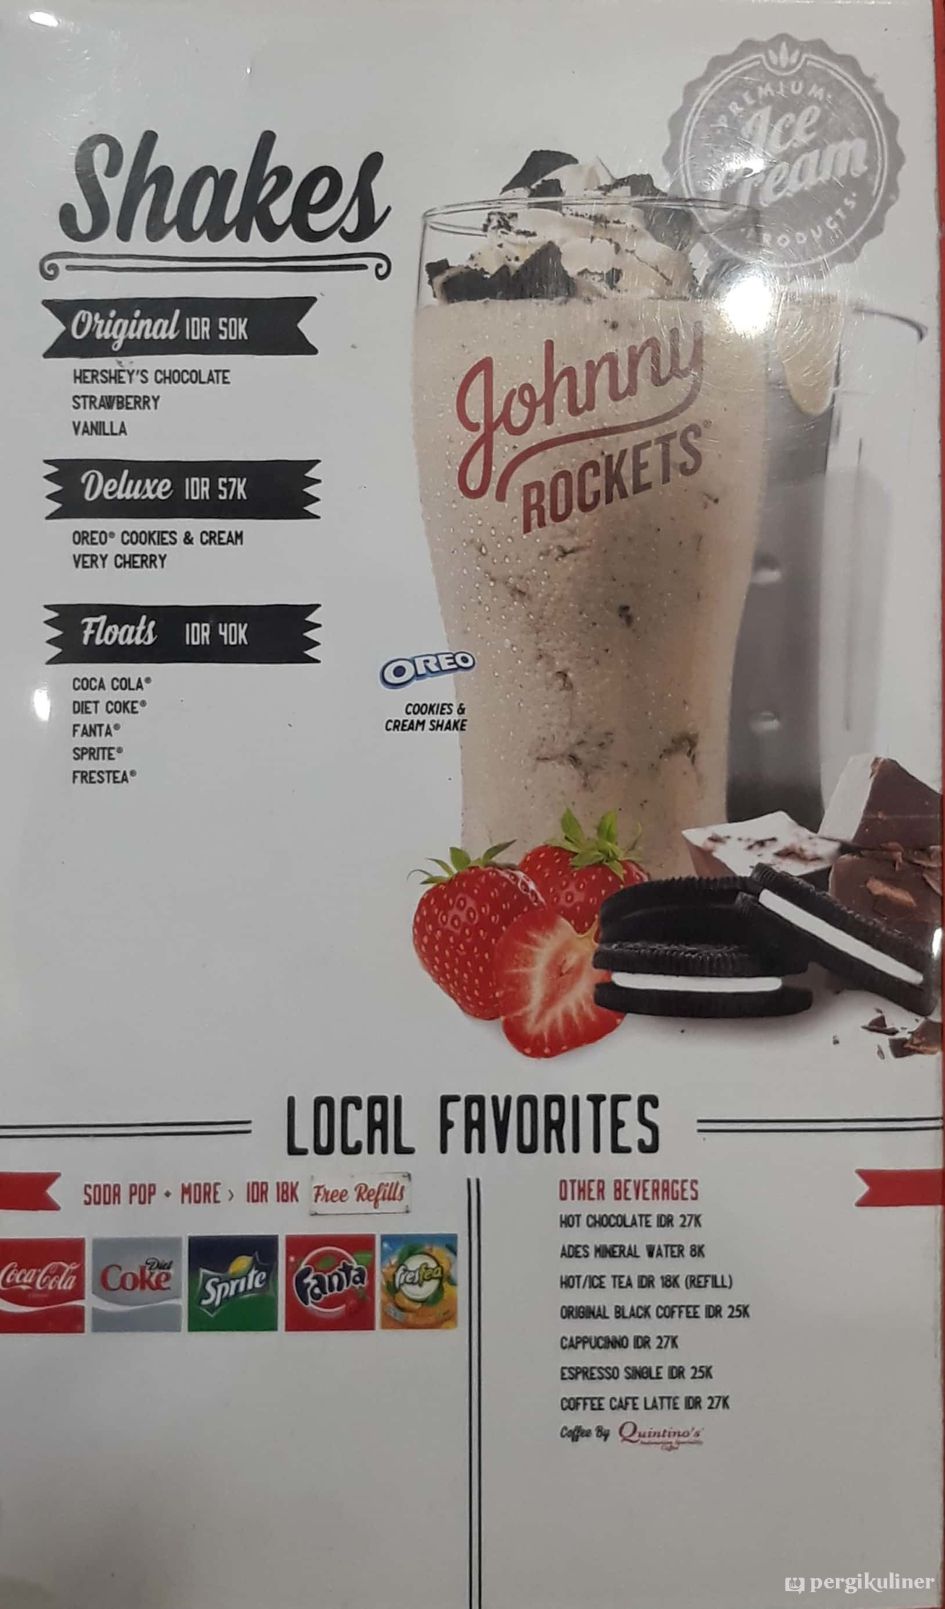 PREMIUM
Ice
Cream
PRODUCTS
Shakes
Original IDR 50K
HERSHEY'S CHOCOLATE
STRAWBERRY
VANILLA
Johnny
ROCKETS®
Deluxe IDR 57K
OREO® COOKIES & CREAM
VERY CHERRY
Floats IDR 40K
COCA COLA®
DIET COKE®
FANTA®
SPRITE®
FRESTEA®
OREO
COOKIES &
CREAM SHAKE
LOCAL FAVORITES
SODA POP + MORE > IDR 18K Free Refills
Coca-Cola
Diet
Coke
Sprite
Fanta
frestea
OTHER BEVERAGES
HOT CHOCOLATE IDR 27K
ADES MINERAL WATER 8K
HOT/ICE TEA IDR 18K (REFILL)
ORIGINAL BLACK COFFEE IDR 25K
CAPPUCINNO IDR 27K
ESPRESSO SINGLE IDR 25K
COFFEE CAFE LATTE IDR 27K
Coffee By Quintino's
Indonesian Speciality
Coffee
pergikuliner